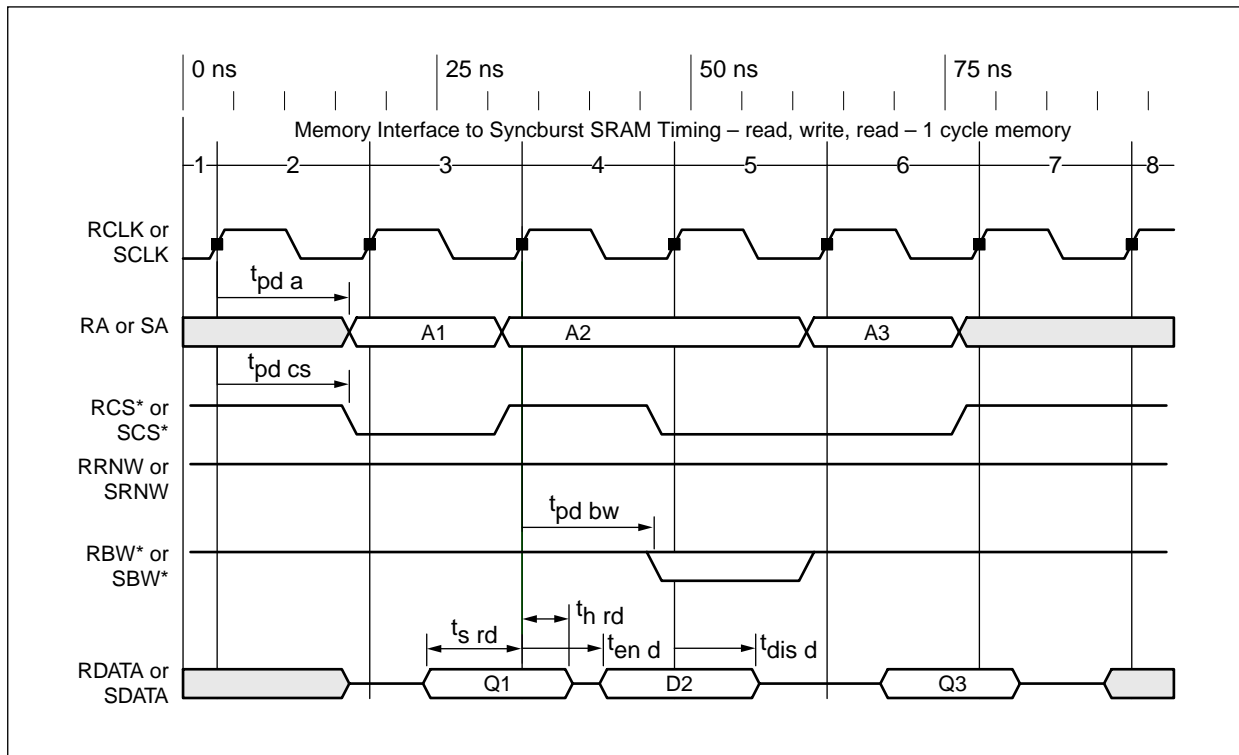 0 ns 25 ns 50 ns 75 ns
Memory Interface to Syncburst SRAM Timing – read, write, read – 1 cycle memory
1 2 3 4 5 6 7 8
RCLK or
SCLK
tpd a
RA or SA A1 A2 A3
tpd cs
RCS* or
SCS*
RRNW or
SRNW
tpd bw
RBW* or
SBW*
th rd
ts rd ten d tdis d
RDATA or
SDATA
Q1 D2 Q3